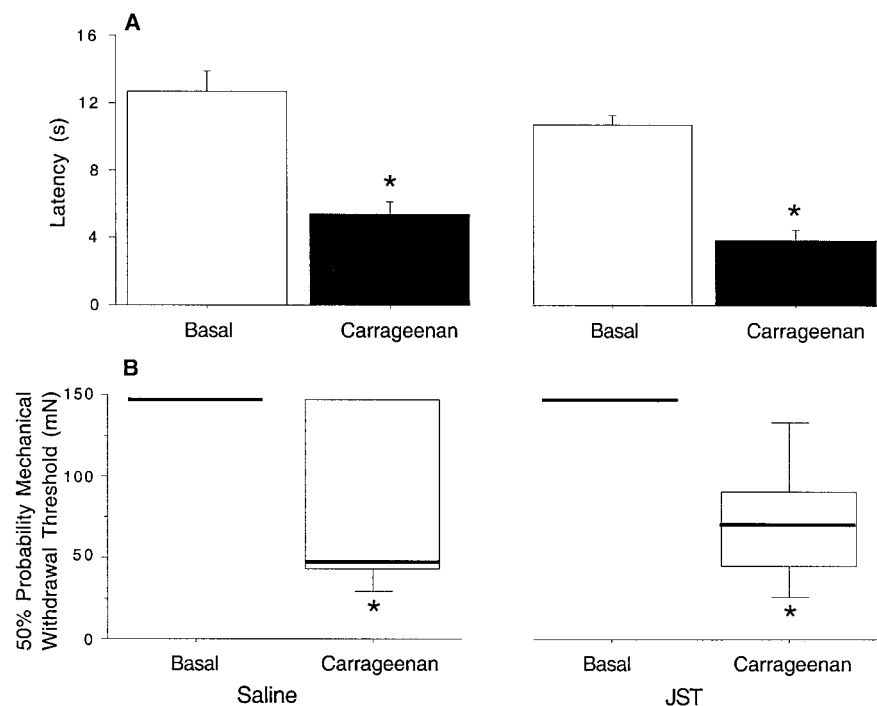 A
16
12
8
4
0
Latency (s)
*
*
Basal
Carrageenan
Basal
Carrageenan
B
150
100
50
0
50% Probability Mechanical
Withdrawal Threshold (mN)
*
*
Basal
Carrageenan
Basal
Carrageenan
Saline
JST